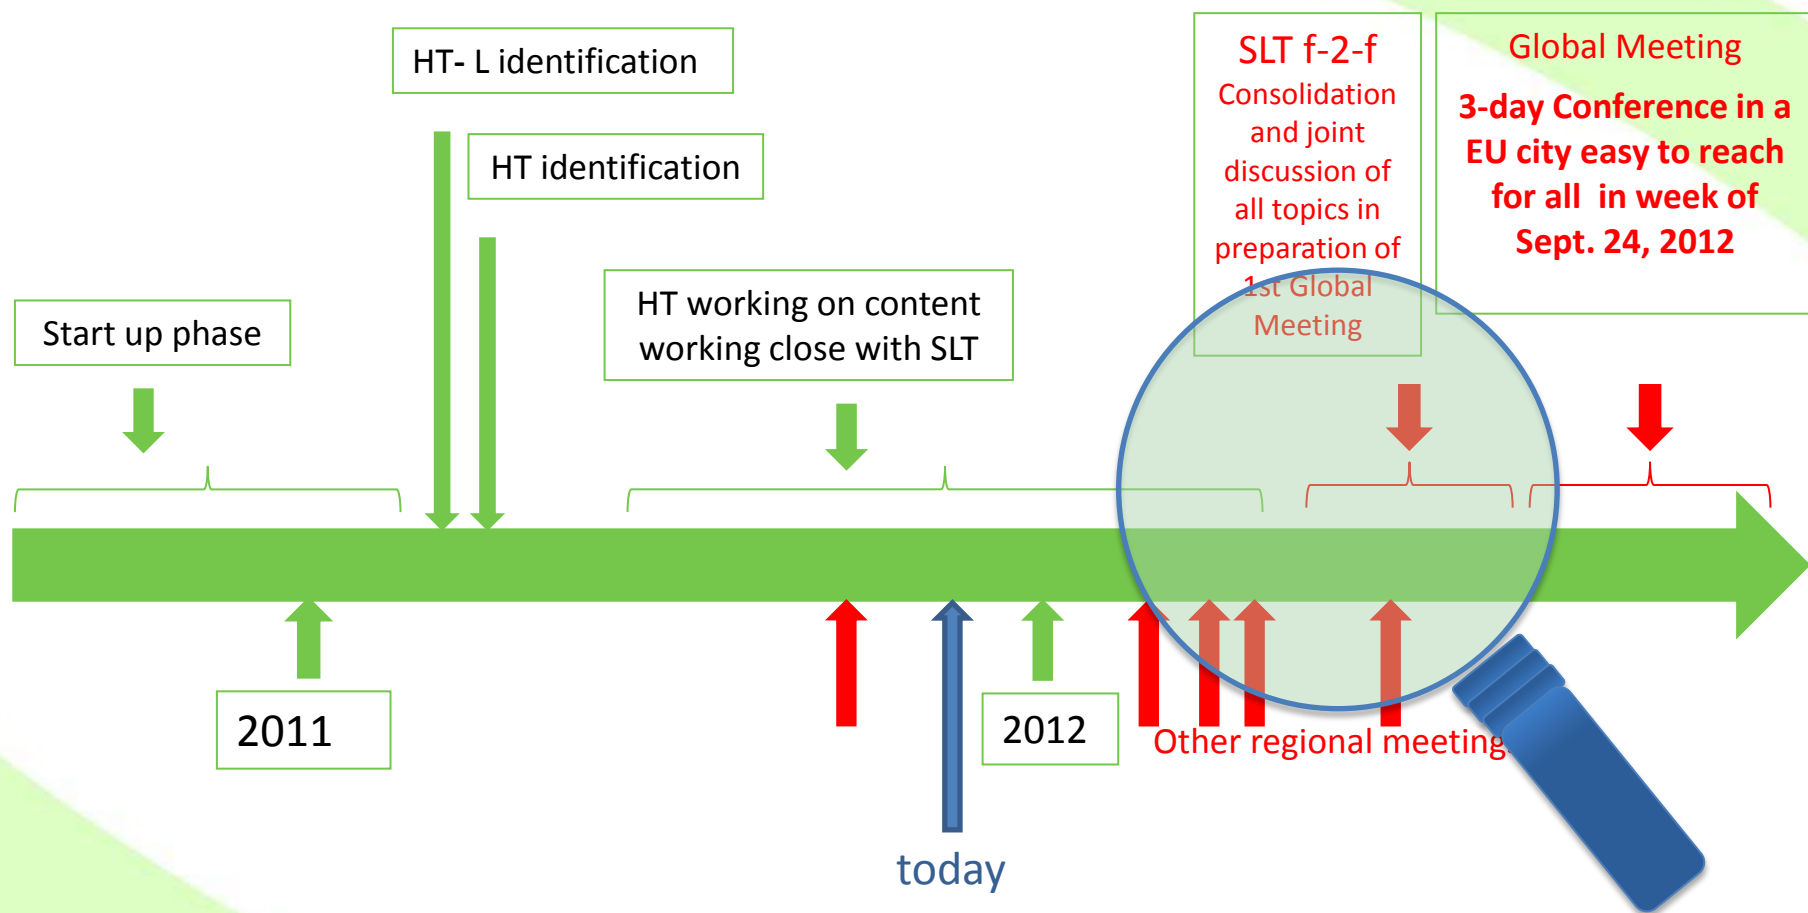 HT- L identification
HT identification
Start up phase
HT working on content
working close with SLT
SLT f-2-f
Consolidation
and joint
discussion of
all topics in
preparation of
1st Global
Meeting
Global Meeting
3-day Conference in a
EU city easy to reach
for all in week of
Sept. 24, 2012
2011
2012
Other regional meeting
today